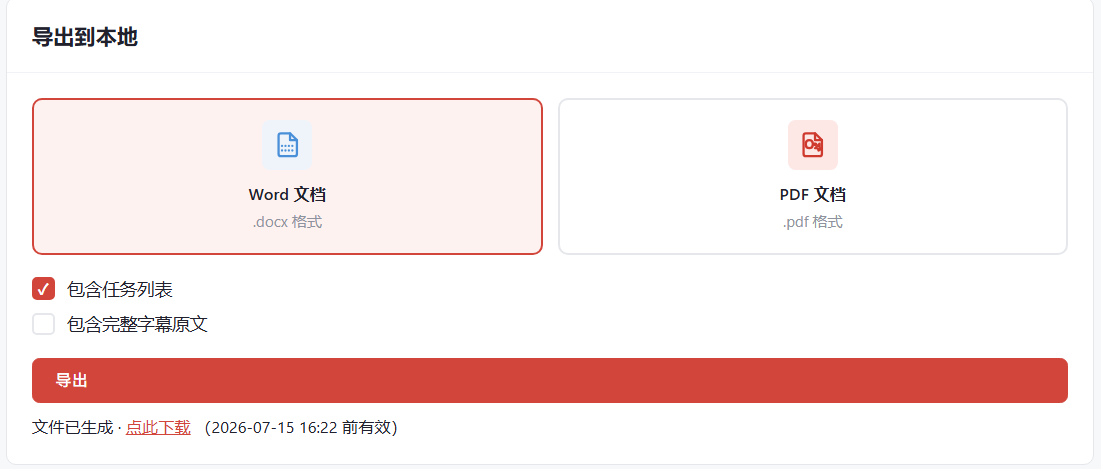 导出到本地
Word 文档
.docx 格式
PDF 文档
.pdf 格式
包含任务列表
包含完整字幕原文
导出
文件已生成 · 点此下载 （2026-07-15 16:22 前有效）